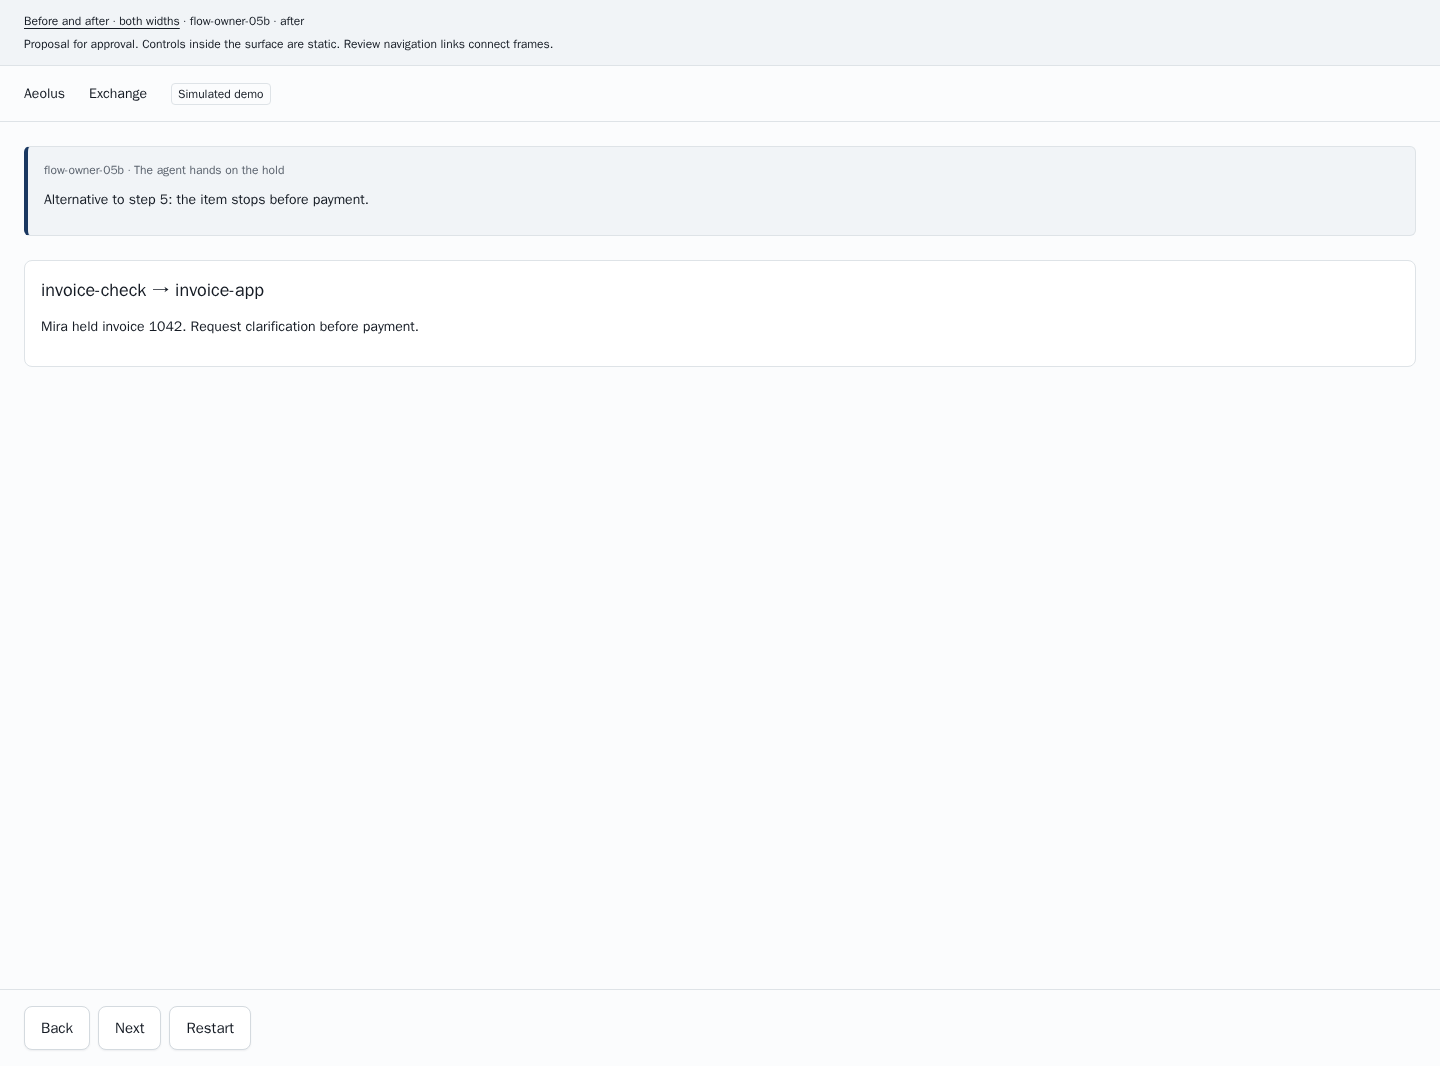 Before and after · both widths · flow-owner-05b · after
Proposal for approval. Controls inside the surface are static. Review navigation links connect frames.
Aeolus Exchange Simulated demo
flow-owner-05b · The agent hands on the hold
Alternative to step 5: the item stops before payment.
invoice-check → invoice-app
Mira held invoice 1042. Request clarification before payment.
Back Next Restart